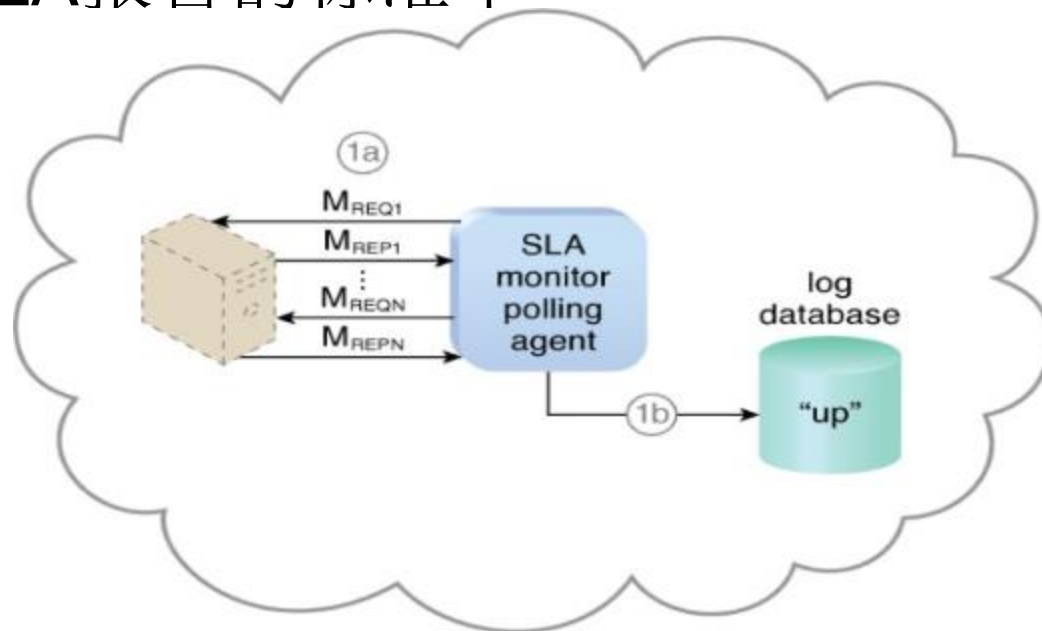 1a
MREQ1
MREP1
⋮
MREQN
MREPN
SLA
monitor
polling
agent
1b
log
database
“up”